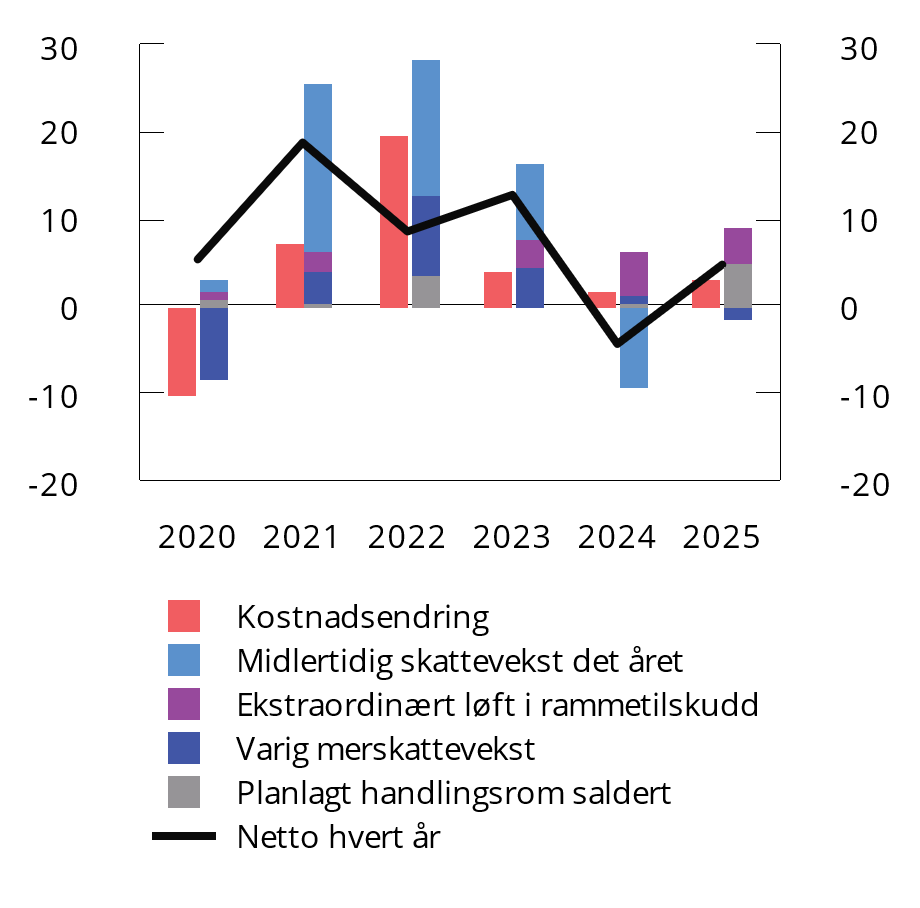 30 30
20 20
10 10
0 0
-10 -10
-20 -20
2020 2021 2022 2023 2024 2025
Kostnadsendring
Midlertidig skattevekst det året
Ekstraordinært løft i rammetilskudd
Varig merskattevekst
Planlagt handlingsrom saldert
Netto hvert år